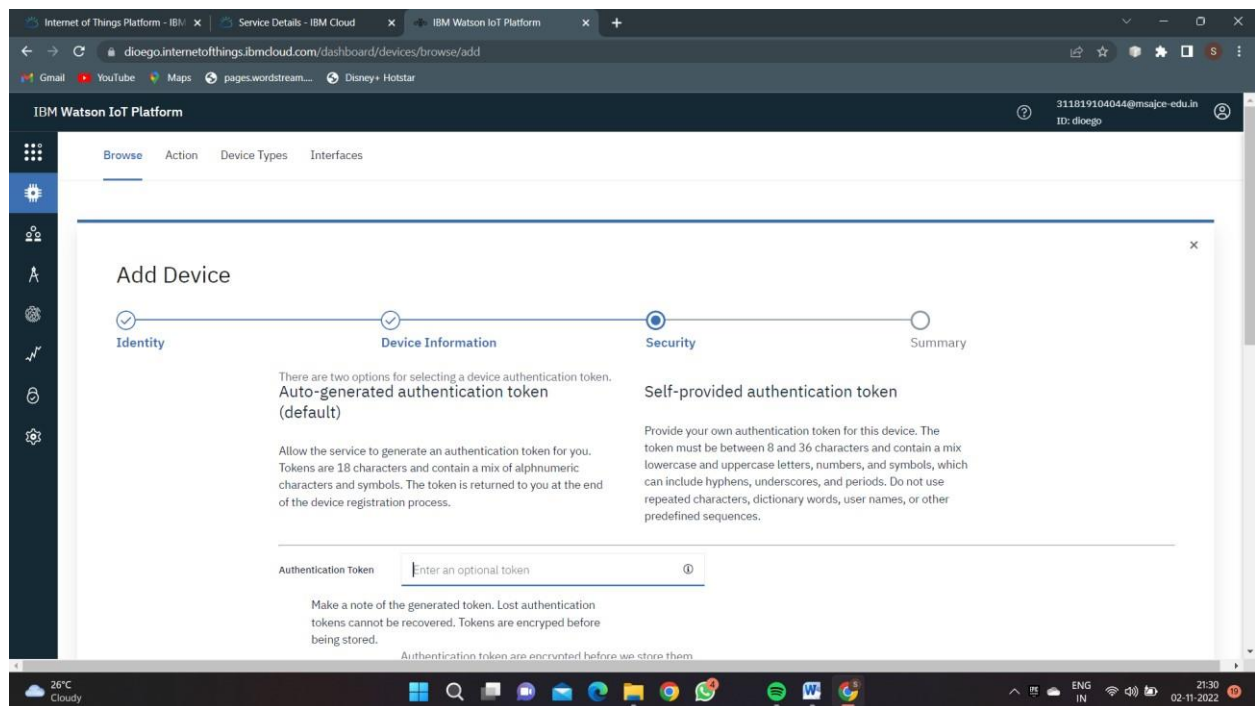 Internet of Things Platform - IBM
Service Details - IBM Cloud
IBM Watson IoT Platform
dioego.internetofthings.ibmcloud.com/dashboard/devices/browse/add
S
Gmail
YouTube
Maps
pages.wordstream....
Disney+ Hotstar
IBM Watson IoT Platform
311819104044@msajce-edu.in
ID: dioego
Browse
Action
Device Types
Interfaces
Add Device
Identity
Device Information
Security
Summary
There are two options for selecting a device authentication token.
Auto-generated authentication token
(default)
Allow the service to generate an authentication token for you.
Tokens are 18 characters and contain a mix of alphnumeric
characters and symbols. The token is returned to you at the end
of the device registration process.
Self-provided authentication token
Provide your own authentication token for this device. The
token must be between 8 and 36 characters and contain a mix
lowercase and uppercase letters, numbers, and symbols, which
can include hyphens, underscores, and periods. Do not use
repeated characters, dictionary words, user names, or other
predefined sequences.
Authentication Token
Enter an optional token
Make a note of the generated token. Lost authentication
tokens cannot be recovered. Tokens are encryped before
being stored.
Authentication token are encrypted before we store them
26°C
Cloudy
ENG
IN
21:30
02-11-2022
19